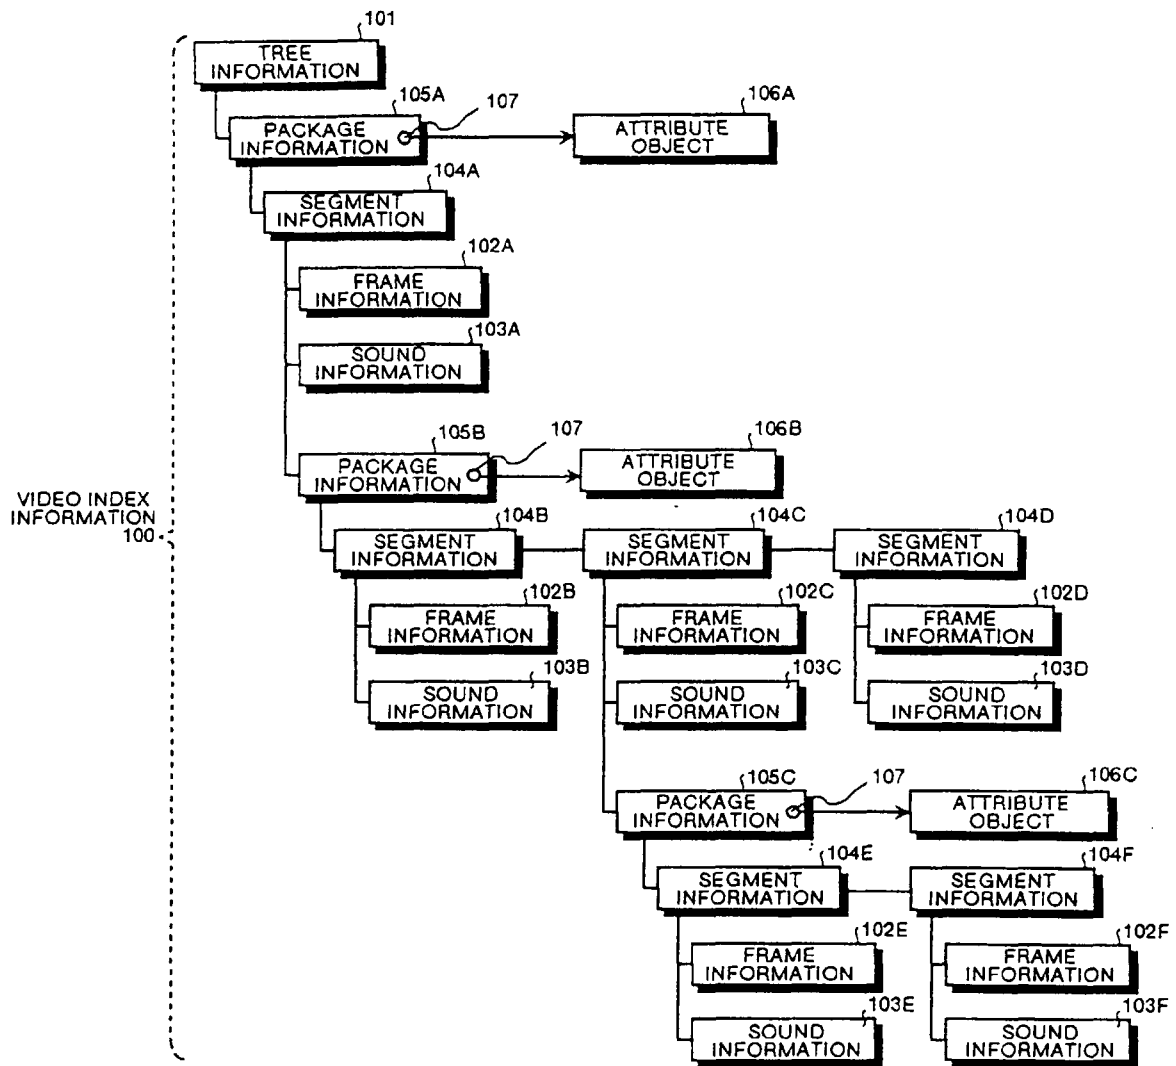 101
TREE
INFORMATION
105A
107
106A
PACKAGE
INFORMATION
ATTRIBUTE
OBJECT
104A
SEGMENT
INFORMATION
102A
FRAME
INFORMATION
103A
SOUND
INFORMATION
105B
107
106B
PACKAGE
INFORMATION
ATTRIBUTE
OBJECT
VIDEO INDEX
INFORMATION
100
104B
104C
104D
SEGMENT
INFORMATION
SEGMENT
INFORMATION
SEGMENT
INFORMATION
102B
102C
102D
FRAME
INFORMATION
FRAME
INFORMATION
FRAME
INFORMATION
103B
103C
103D
SOUND
INFORMATION
SOUND
INFORMATION
SOUND
INFORMATION
105C
107
106C
PACKAGE
INFORMATION
ATTRIBUTE
OBJECT
104E
104F
SEGMENT
INFORMATION
SEGMENT
INFORMATION
102E
102F
FRAME
INFORMATION
FRAME
INFORMATION
103E
103F
SOUND
INFORMATION
SOUND
INFORMATION